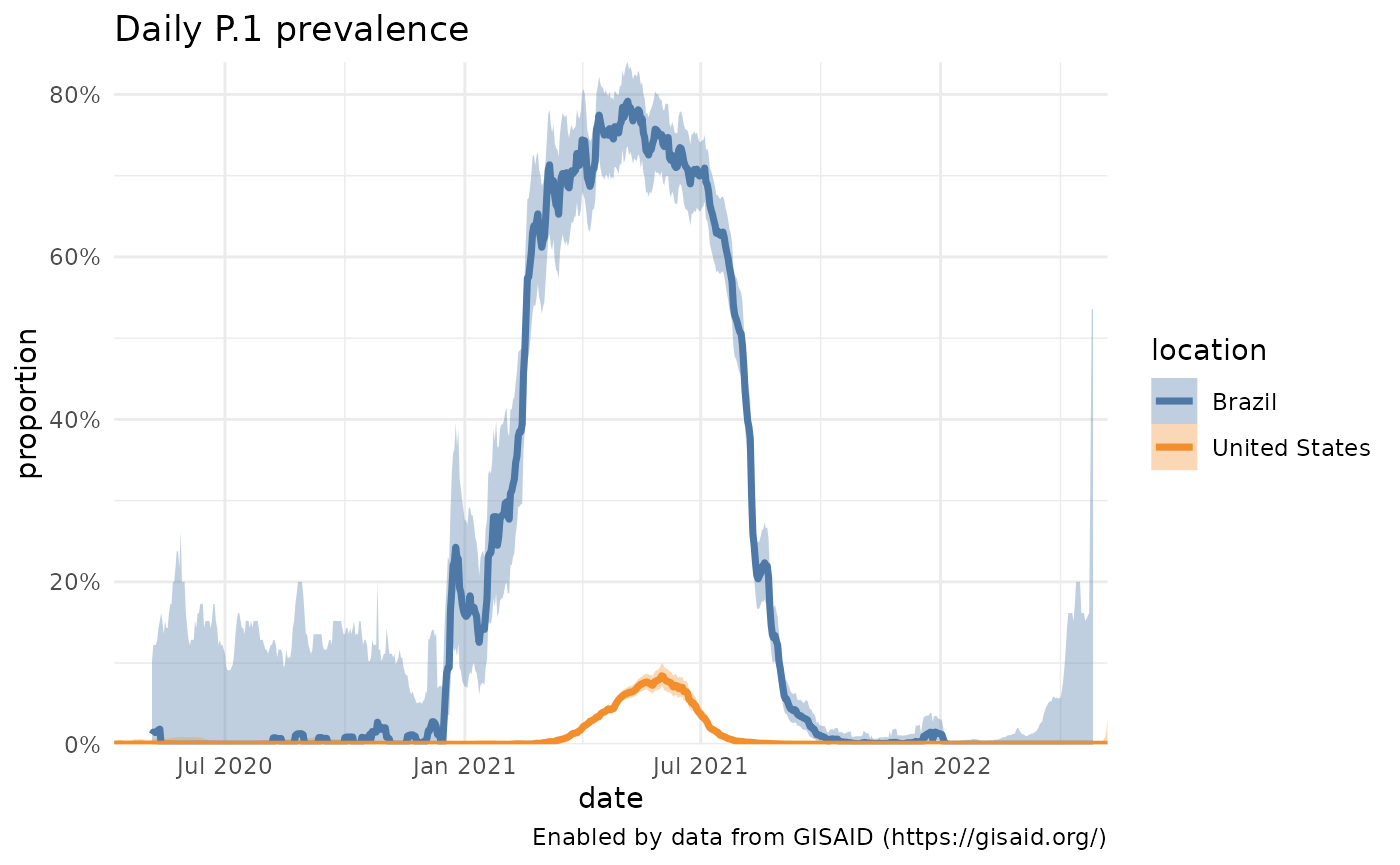 Daily P.1 prevalence
proportion
80%
60%
40%
20%
0%
Jul 2020
Jan 2021
Jul 2021
Jan 2022
date
location
Brazil
United States
Enabled by data from GISAID (https://gisaid.org/)